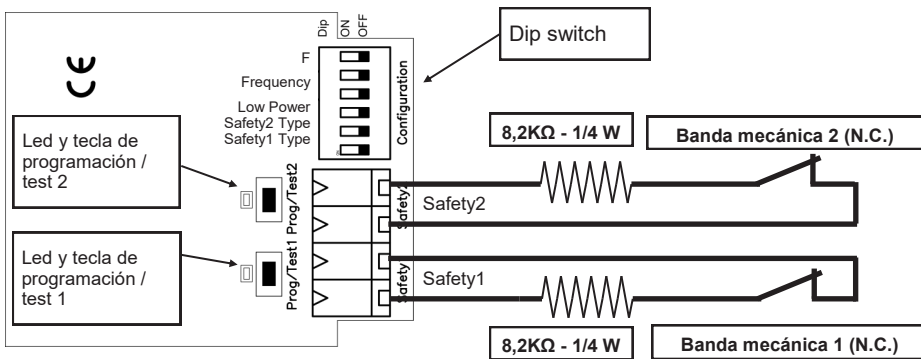 Dip
ON
OFF
Dip switch
F
Frequency
Low Power
Safety2 Type
Safety1 Type
Configuration
CE
8,2KΩ - 1/4 W
Banda mecánica 2 (N.C.)
Led y tecla de
programación /
test 2
Prog/Test2
Safety2
Safety2
Led y tecla de
programación /
test 1
Prog/Test1
Safety
Safety1
8,2KΩ - 1/4 W
Banda mecánica 1 (N.C.)